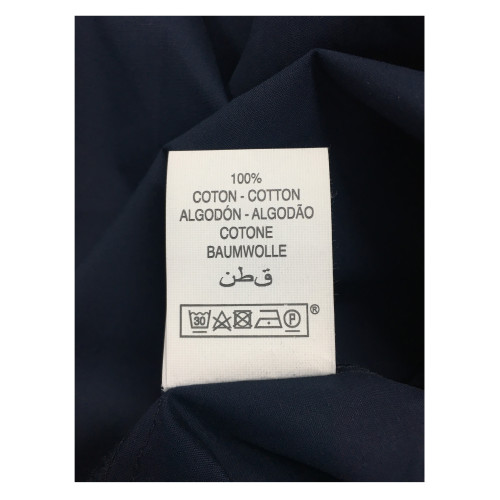 100%
COTON - COTTON
ALGODÓN - ALGODÃO
COTONE
BAUMWOLLE
قطن
30 P ®